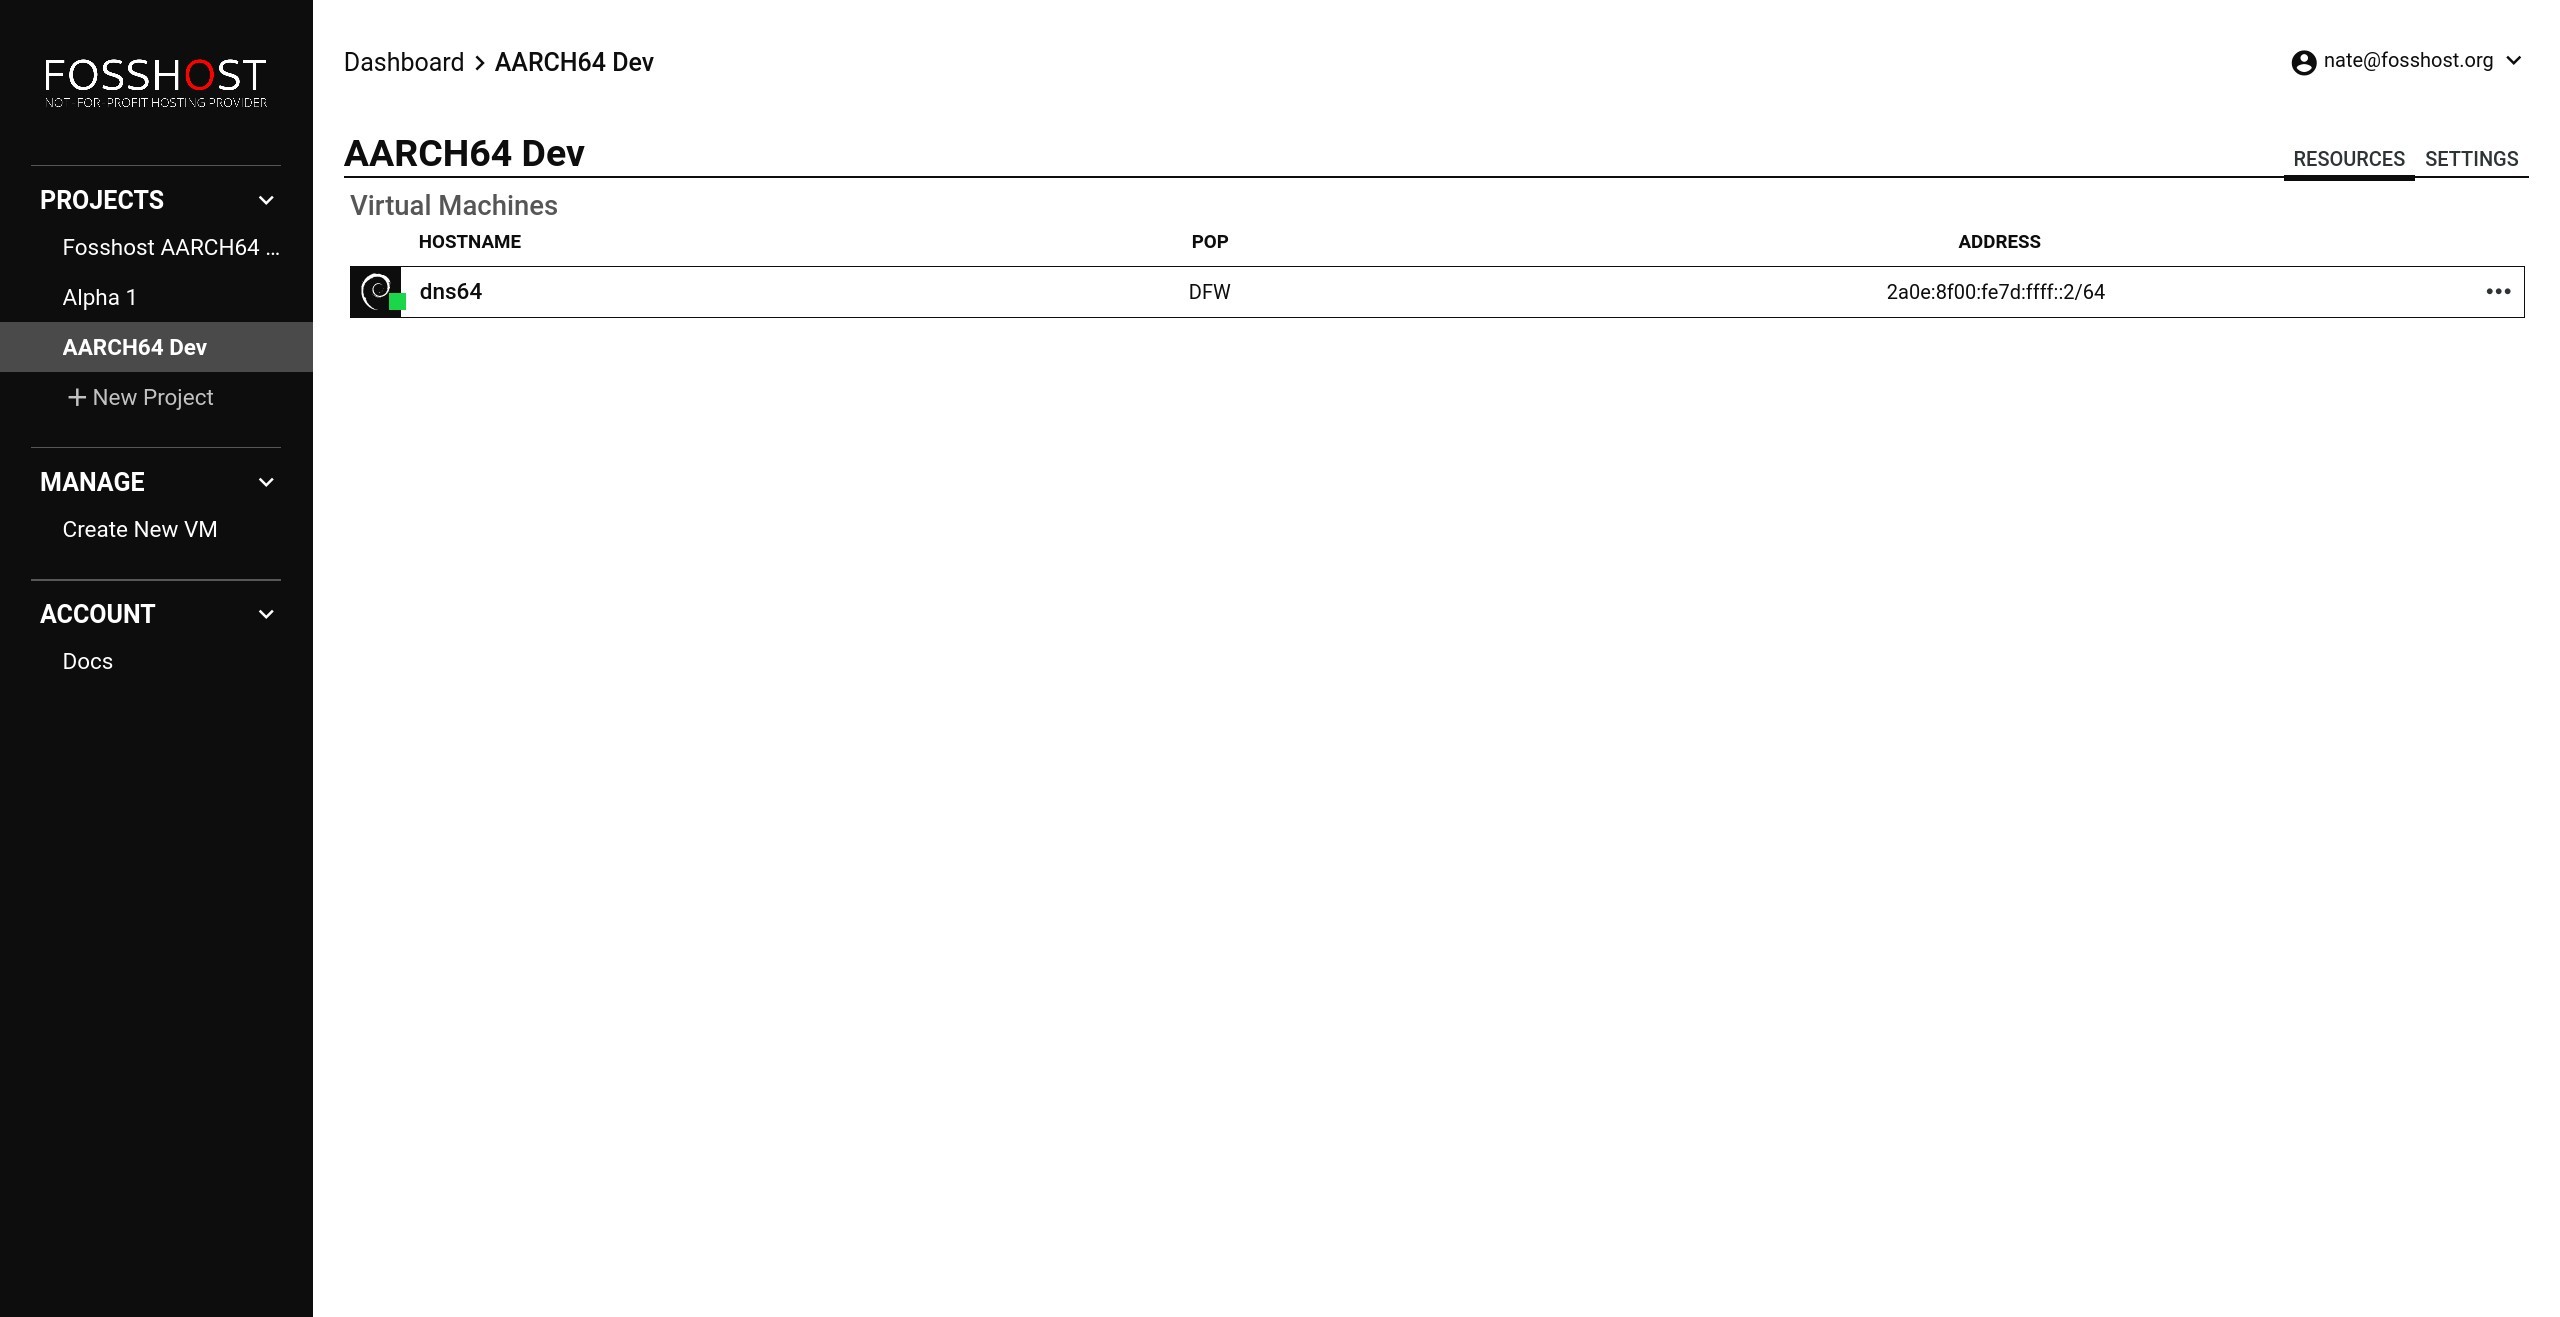 FOSSHOST
NOT-FOR-PROFIT HOSTING PROVIDER
PROJECTS
Fosshost AARCH64 ...
Alpha 1
AARCH64 Dev
New Project
MANAGE
Create New VM
ACCOUNT
Docs
Dashboard > AARCH64 Dev
nate@fosshost.org
AARCH64 Dev
RESOURCES SETTINGS
Virtual Machines
HOSTNAME POP ADDRESS
dns64 DFW 2a0e:8f00:fe7d:ffff::2/64